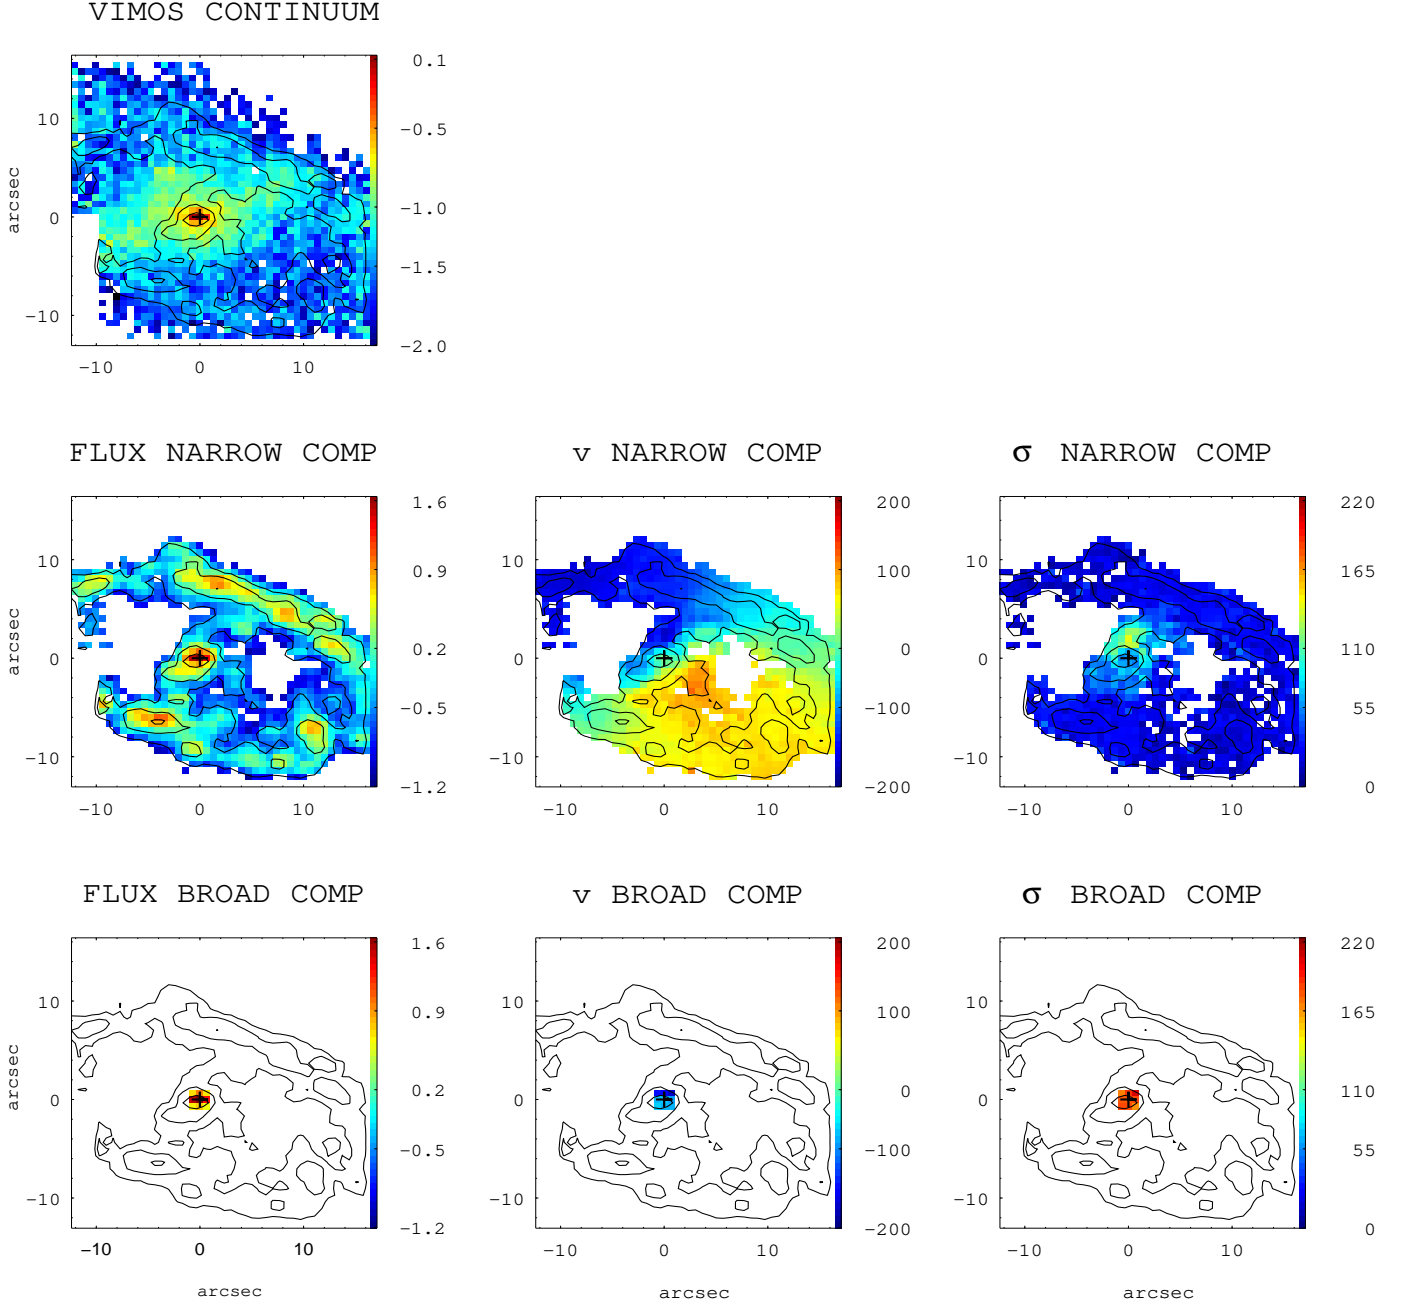 VIMOS CONTINUUM
0.1
−0.5
−1.0
−1.5
−2.0
10
0
−10
arcsec
−10 0 10
FLUX NARROW COMP
1.6
0.9
0.2
−0.5
−1.2
10
0
−10
arcsec
−10 0 10
v NARROW COMP
200
100
0
−100
−200
10
0
−10
−10 0 10
σ NARROW COMP
220
165
110
55
0
10
0
−10
−10 0 10
FLUX BROAD COMP
1.6
0.9
0.2
−0.5
−1.2
10
0
−10
arcsec
−10 0 10
arcsec
v BROAD COMP
200
100
0
−100
−200
10
0
−10
−10 0 10
arcsec
σ BROAD COMP
220
165
110
55
0
10
0
−10
−10 0 10
arcsec